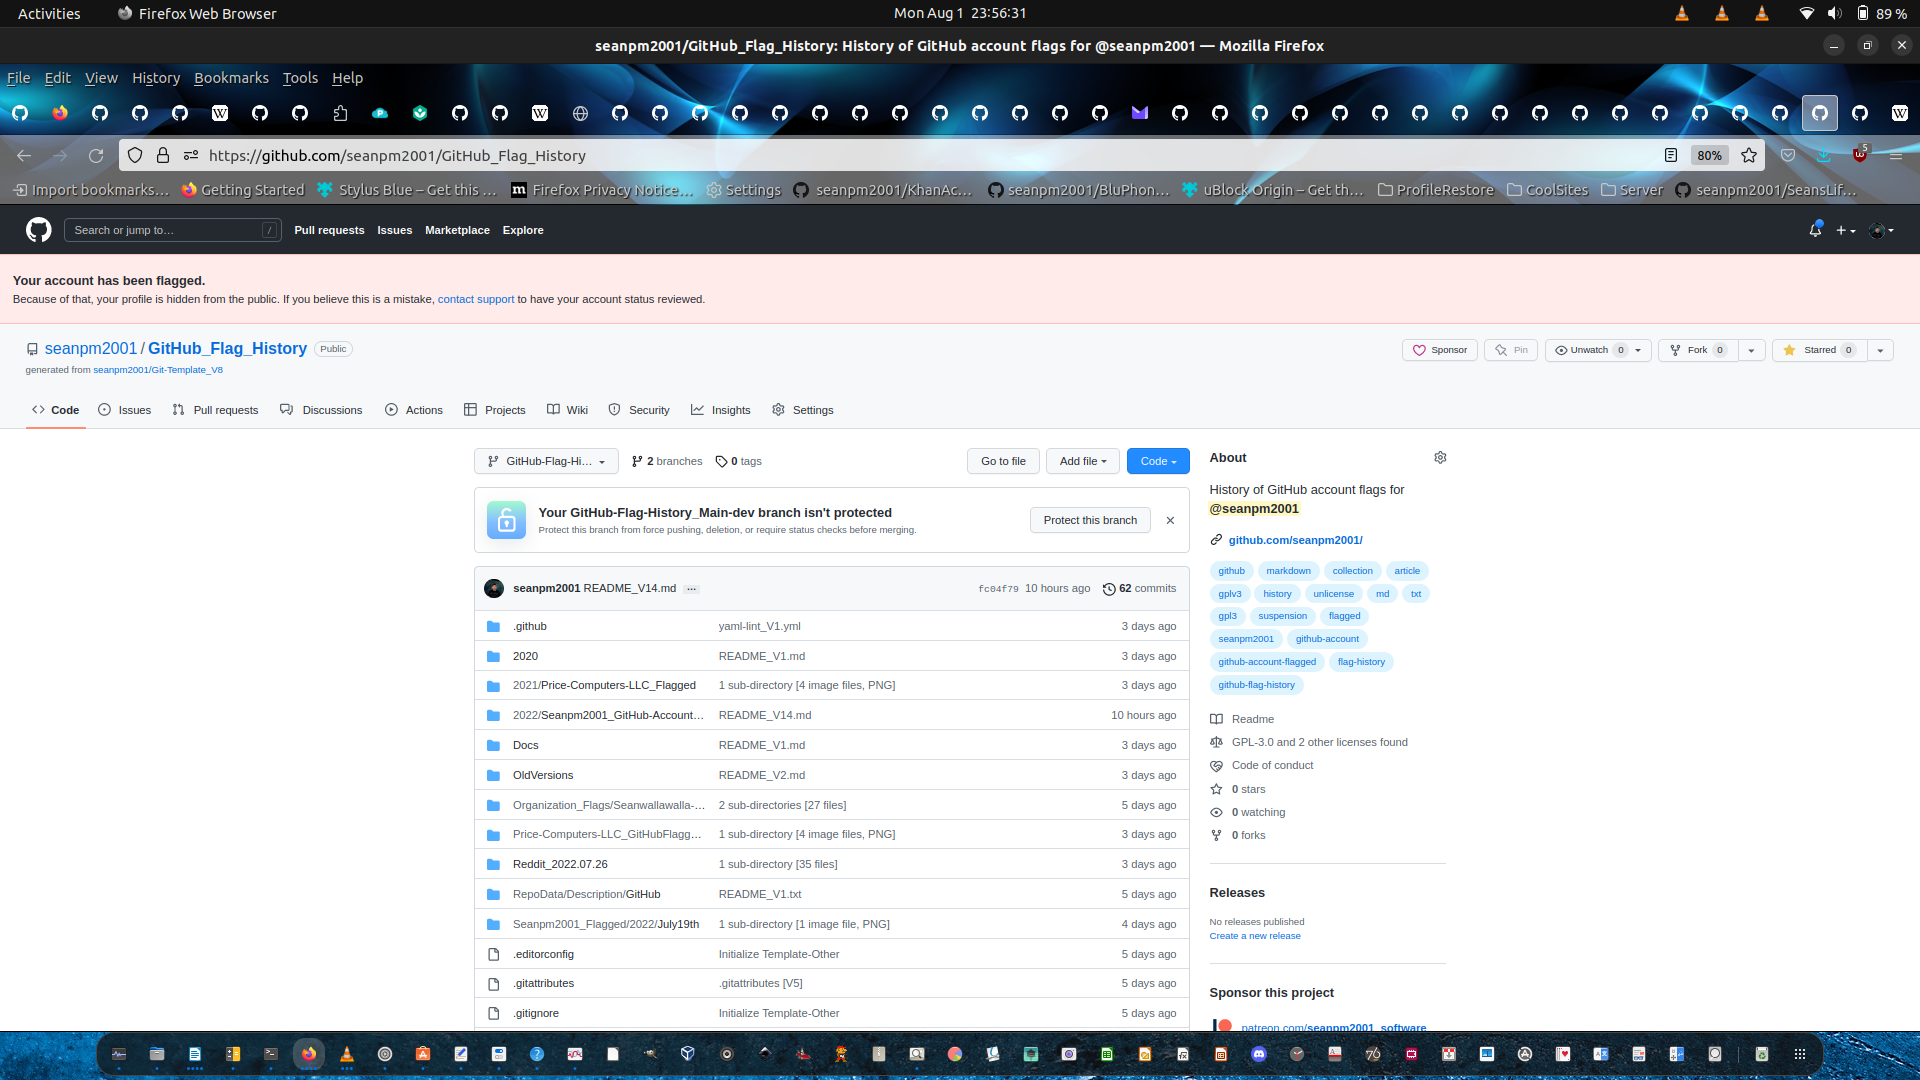 Activities
Firefox Web Browser
Mon Aug 1 23:56:31
89 %
seanpm2001/GitHub_Flag_History: History of GitHub account flags for @seanpm2001 — Mozilla Firefox
File Edit View History Bookmarks Tools Help
https://github.com/seanpm2001/GitHub_Flag_History
80%
5
Import bookmarks…
Getting Started
Stylus Blue – Get this …
Firefox Privacy Notice…
Settings
seanpm2001/KhanAc…
seanpm2001/BluPhon…
uBlock Origin – Get th…
ProfileRestore
CoolSites
Server
seanpm2001/SeansLif…
Search or jump to…
/
Pull requests
Issues
Marketplace
Explore
Your account has been flagged.
Because of that, your profile is hidden from the public. If you believe this is a mistake, contact support to have your account status reviewed.
seanpm2001 / GitHub_Flag_History
Public
generated from seanpm2001/Git-Template_V8
Sponsor
Pin
Unwatch 0
Fork 0
Starred 0
Code
Issues
Pull requests
Discussions
Actions
Projects
Wiki
Security
Insights
Settings
GitHub-Flag-Hi…
2 branches
0 tags
Go to file
Add file
Code
Your GitHub-Flag-History_Main-dev branch isn't protected
Protect this branch from force pushing, deletion, or require status checks before merging.
Protect this branch
seanpm2001 README_V14.md
fc04f79 10 hours ago
62 commits
.github yaml-lint_V1.yml 3 days ago
2020 README_V1.md 3 days ago
2021/Price-Computers-LLC_Flagged 1 sub-directory [4 image files, PNG] 3 days ago
2022/Seanpm2001_GitHub-Account… README_V14.md 10 hours ago
Docs README_V1.md 3 days ago
OldVersions README_V2.md 3 days ago
Organization_Flags/Seanwallawalla-… 2 sub-directories [27 files] 5 days ago
Price-Computers-LLC_GitHubFlagg… 1 sub-directory [4 image files, PNG] 3 days ago
Reddit_2022.07.26 1 sub-directory [35 files] 3 days ago
RepoData/Description/GitHub README_V1.txt 5 days ago
Seanpm2001_Flagged/2022/July19th 1 sub-directory [1 image file, PNG] 4 days ago
.editorconfig Initialize Template-Other 5 days ago
.gitattributes .gitattributes [V5] 5 days ago
.gitignore Initialize Template-Other 5 days ago
About
History of GitHub account flags for
@seanpm2001
github.com/seanpm2001/
github markdown collection article
gplv3 history unlicense md txt
gpl3 suspension flagged
seanpm2001 github-account
github-account-flagged flag-history
github-flag-history
Readme
GPL-3.0 and 2 other licenses found
Code of conduct
0 stars
0 watching
0 forks
Releases
No releases published
Create a new release
Sponsor this project
patreon.com/seanpm2001_software